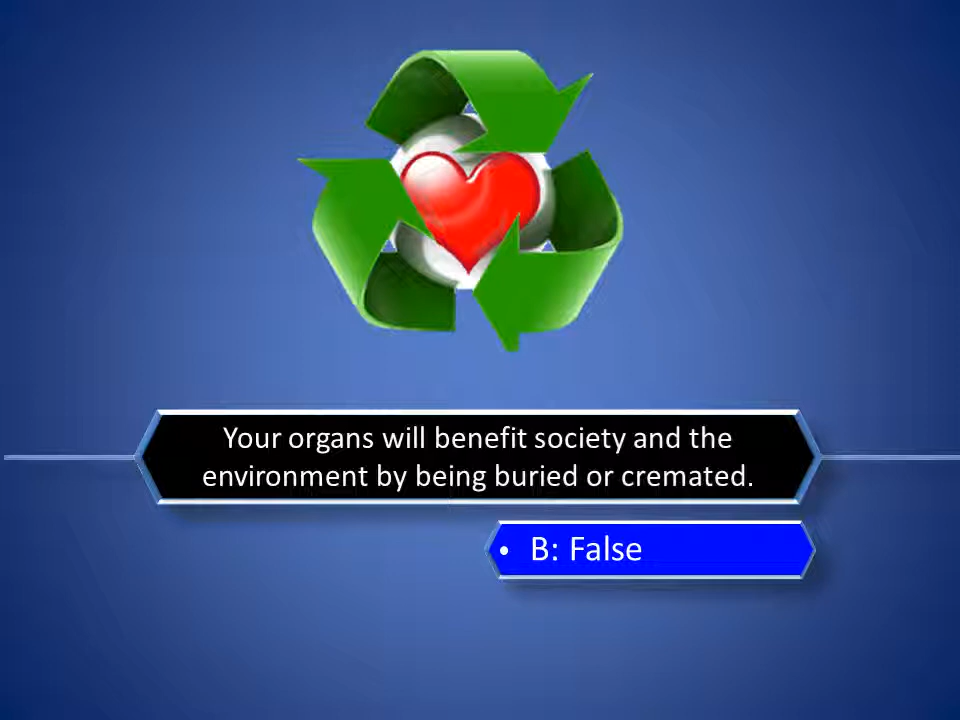 Your organs will benefit society and the
environment by being buried or cremated.
• B: False